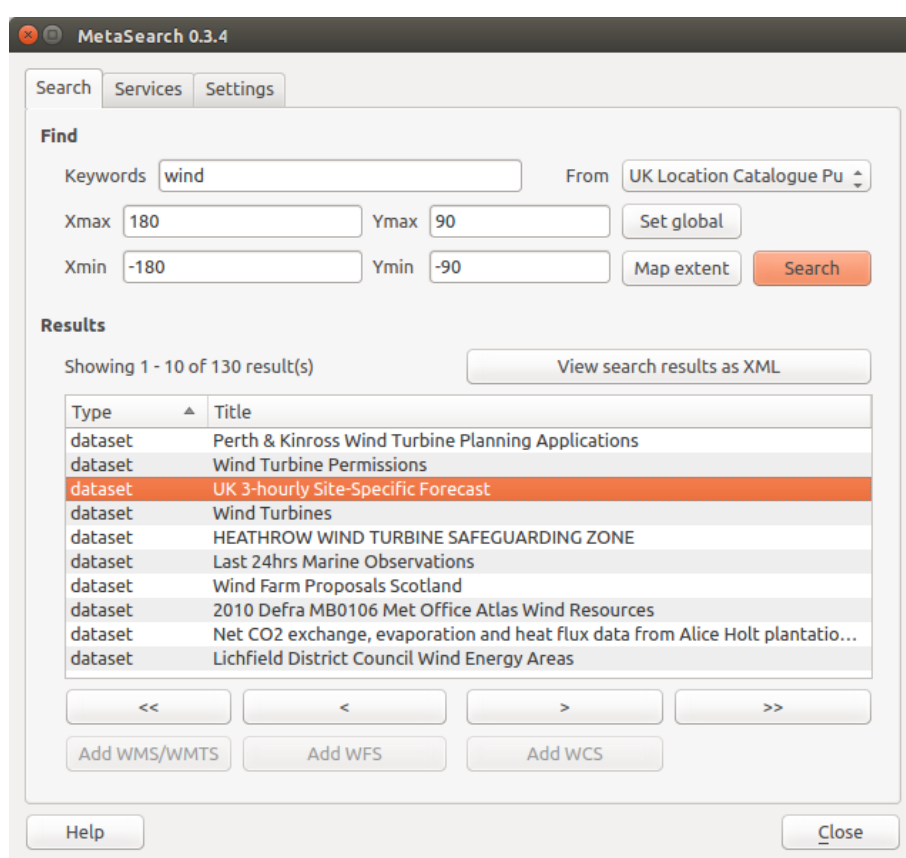 MetaSearch 0.3.4
Search Services Settings
Find
Keywords wind From UK Location Catalogue Pu
Xmax 180 Ymax 90 Set global
Xmin -180 Ymin -90 Map extent Search
Results
Showing 1 - 10 of 130 result(s) View search results as XML
Type Title
dataset Perth & Kinross Wind Turbine Planning Applications
dataset Wind Turbine Permissions
dataset UK 3-hourly Site-Specific Forecast
dataset Wind Turbines
dataset HEATHROW WIND TURBINE SAFEGUARDING ZONE
dataset Last 24hrs Marine Observations
dataset Wind Farm Proposals Scotland
dataset 2010 Defra MB0106 Met Office Atlas Wind Resources
dataset Net CO2 exchange, evaporation and heat flux data from Alice Holt plantatio...
dataset Lichfield District Council Wind Energy Areas
<< < > >>
Add WMS/WMTS Add WFS Add WCS
Help Close